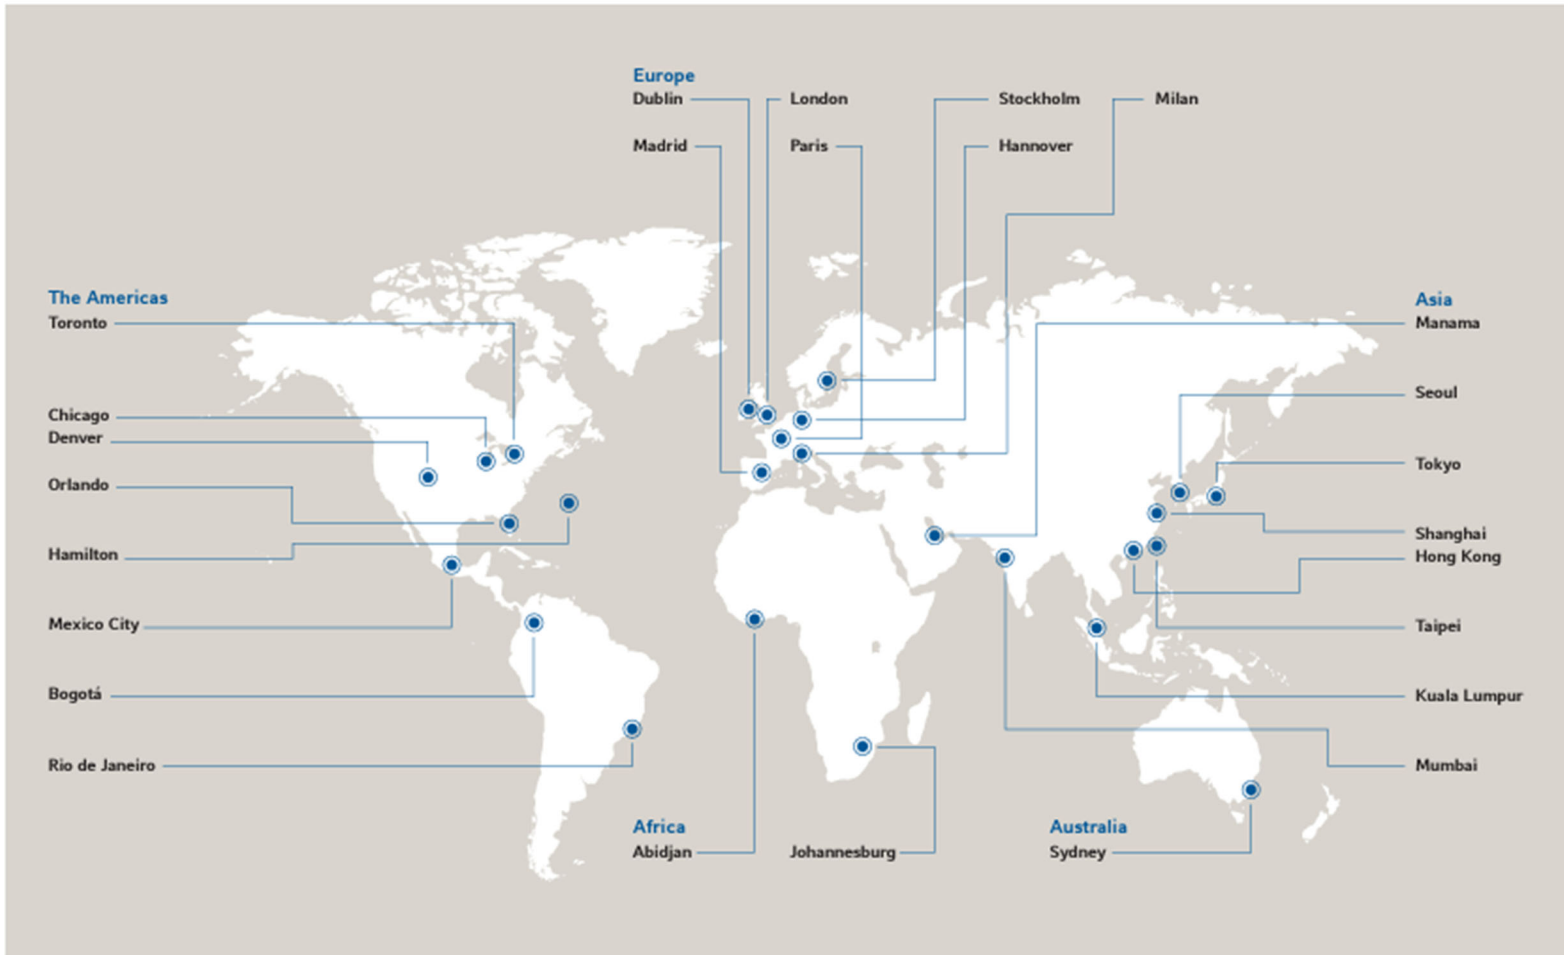 Europe
Dublin
London
Stockholm
Milan
Madrid
Paris
Hannover
The Americas
Toronto
Chicago
Denver
Orlando
Hamilton
Mexico City
Bogotá
Rio de Janeiro
Asia
Manama
Seoul
Tokyo
Shanghai
Hong Kong
Taipei
Kuala Lumpur
Mumbai
Africa
Abidjan
Johannesburg
Australia
Sydney